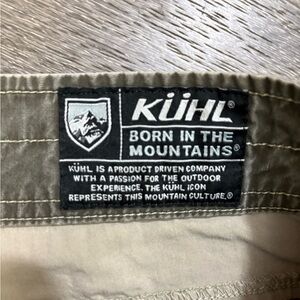 KÜHL®
BORN IN THE
MOUNTAINS®
KÜHL IS A PRODUCT DRIVEN COMPANY
WITH A PASSION FOR THE OUTDOOR
EXPERIENCE. THE KÜHL ICON
REPRESENTS THIS MOUNTAIN CULTURE.®